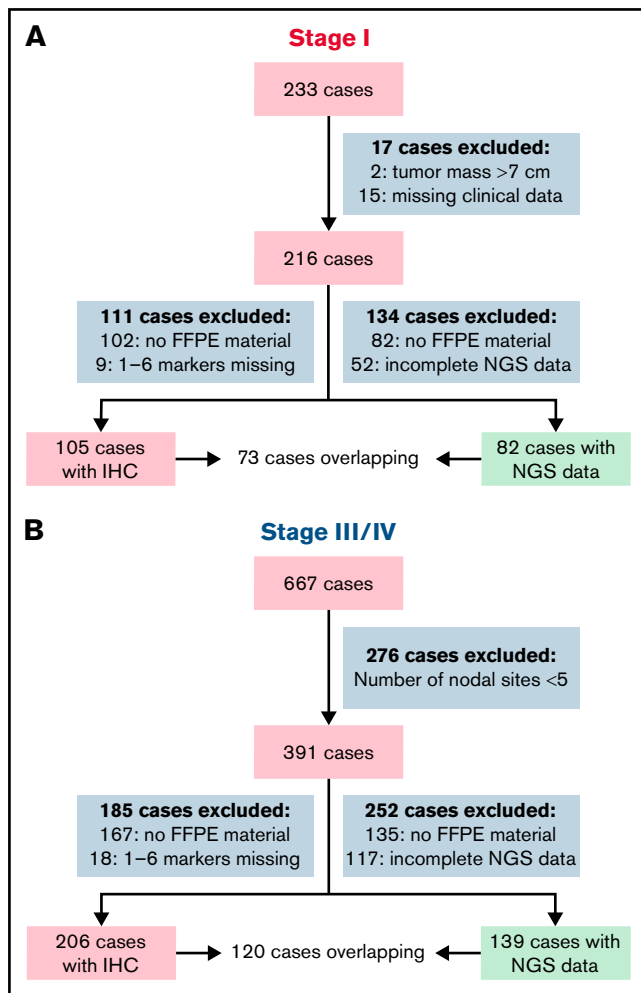 A
Stage I
233 cases
17 cases excluded:
2: tumor mass >7 cm
15: missing clinical data
216 cases
111 cases excluded:
102: no FFPE material
9: 1–6 markers missing
134 cases excluded:
82: no FFPE material
52: incomplete NGS data
105 cases
with IHC
73 cases overlapping
82 cases with
NGS data
B
Stage III/IV
667 cases
276 cases excluded:
Number of nodal sites <5
391 cases
185 cases excluded:
167: no FFPE material
18: 1–6 markers missing
252 cases excluded:
135: no FFPE material
117: incomplete NGS data
206 cases
with IHC
120 cases overlapping
139 cases with
NGS data